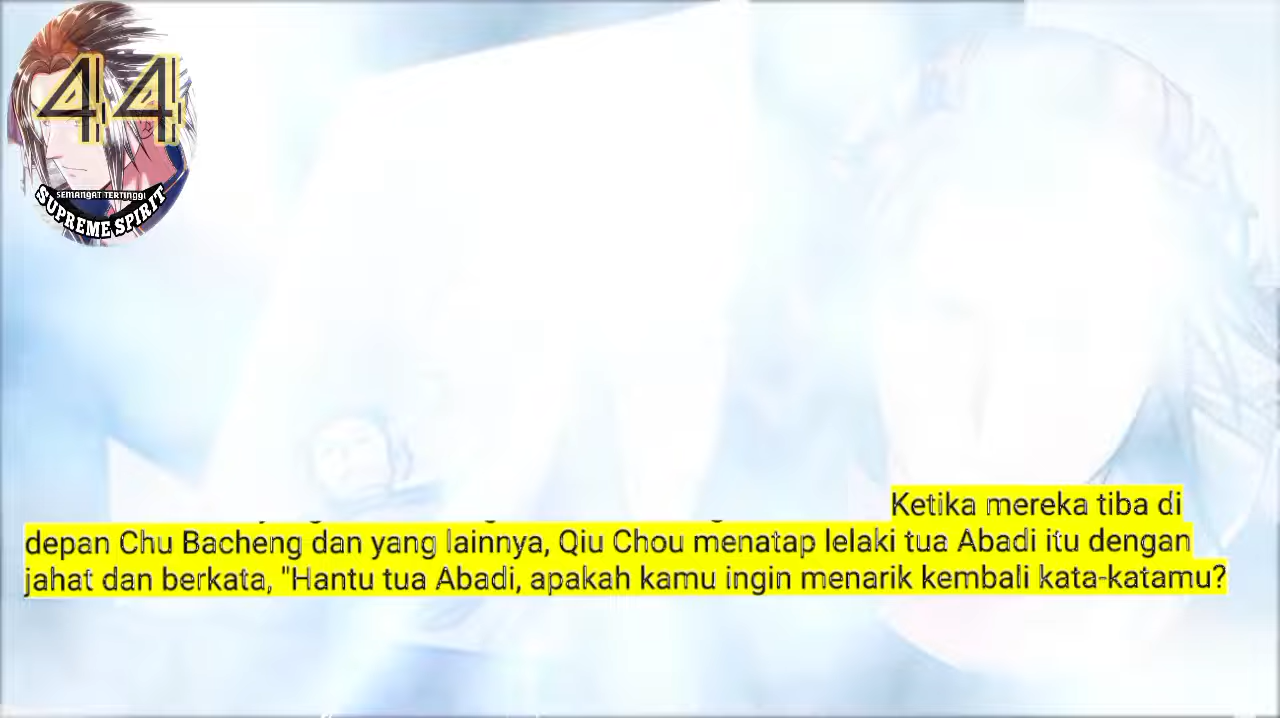 44
SEMANGAT TERTINGGI
SUPREME SPIRIT
Ketika mereka tiba di
depan Chu Bacheng dan yang lainnya, Qiu Chou menatap lelaki tua Abadi itu dengan
jahat dan berkata, "Hantu tua Abadi, apakah kamu ingin menarik kembali kata-katamu?